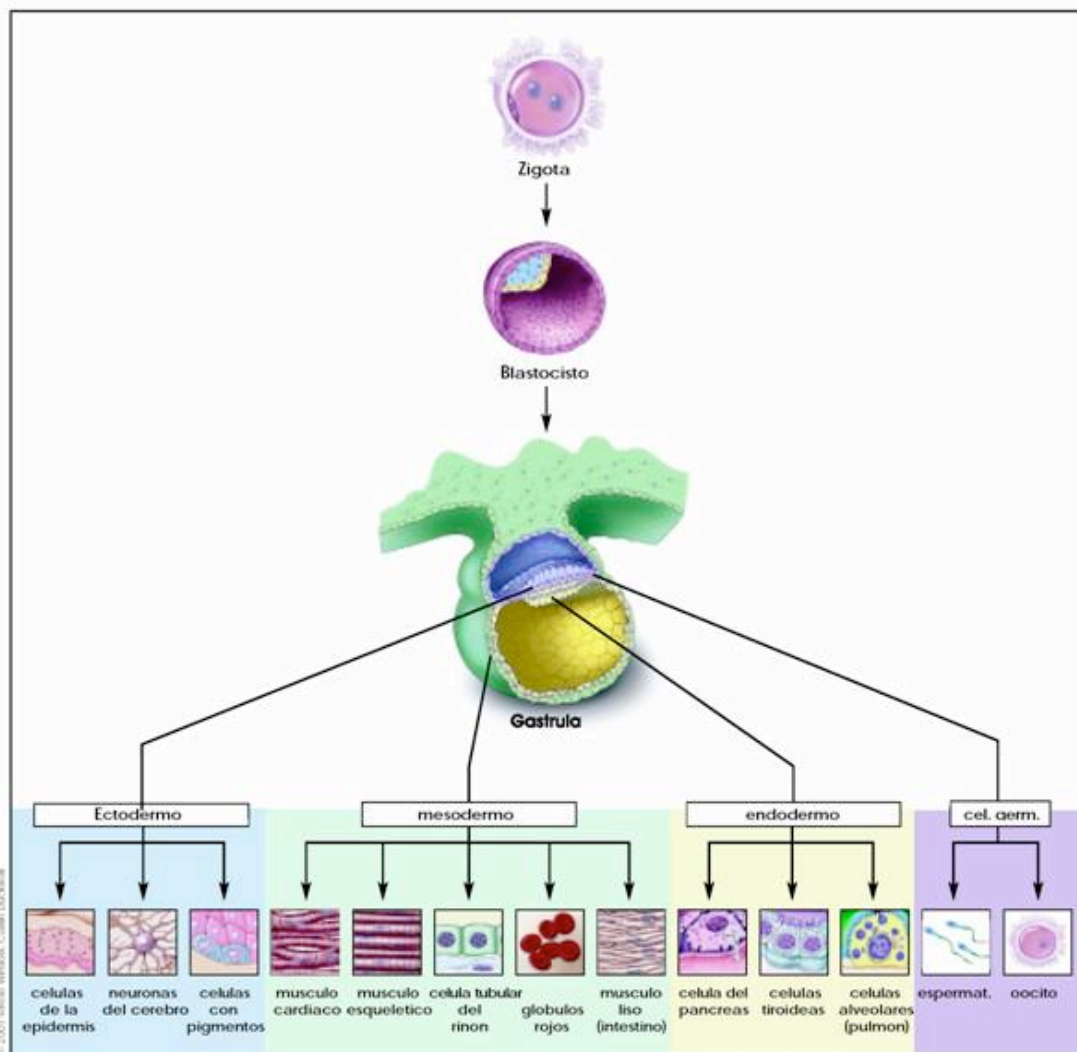 Zigota
Blastocisto
Gastrula
Ectodermo
mesodermo
endodermo
cel. germ.
celulas
de la
epidermis
neuronas
del cerebro
celulas
con
pigmentos
musculo
cardiaco
musculo
esqueletico
celula tubular
del
rinon
globulos
rojos
musculo
liso
(intestino)
celula del
pancreas
celulas
tiroideas
celulas
alveolares
(pulmon)
espermat.
oocito